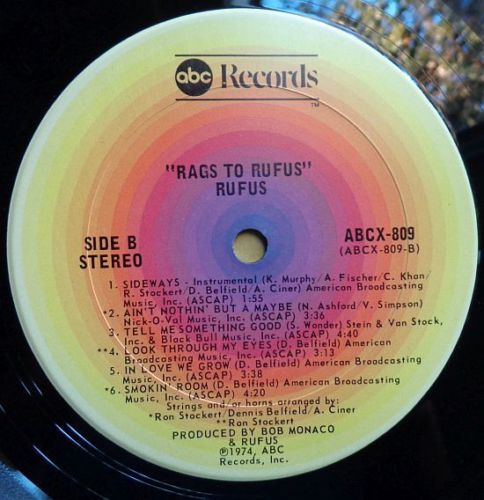 abc Records
TM
"RAGS TO RUFUS"
RUFUS
SIDE B
STEREO
ABCX-809
(ABCX-809-B)
1. SIDEWAYS - Instrumental (K. Murphy/A. Fischer/C. Khan/
R. Stockert/D. Belfield/A. Ciner) American Broadcasting
Music, Inc. (ASCAP) 1:55
*2. AIN'T NOTHIN' BUT A MAYBE (N. Ashford/V. Simpson)
Nick-O-Val Music, Inc. (ASCAP) 3:36
3. TELL ME SOMETHING GOOD (S. Wonder) Stein & Van Stock,
Inc. & Black Bull Music, Inc. (ASCAP) 3:30
**4. LOOK THROUGH MY EYES (D. Belfield) American
Broadcasting Music, Inc. (ASCAP) 3:13
5. IN LOVE WE GROW (D. Belfield) American Broadcasting
Music, Inc. (ASCAP) 3:38
*6. SMOKIN' ROOM (D. Belfield) American Broadcasting
Music, Inc. (ASCAP) 4:20
Strings and/or horns arranged by:
*Ron Stockert/Dennis Belfield/A. Ciner
**Ron Stockert
PRODUCED BY BOB MONACO
& RUFUS
℗1974, ABC
Records, Inc.